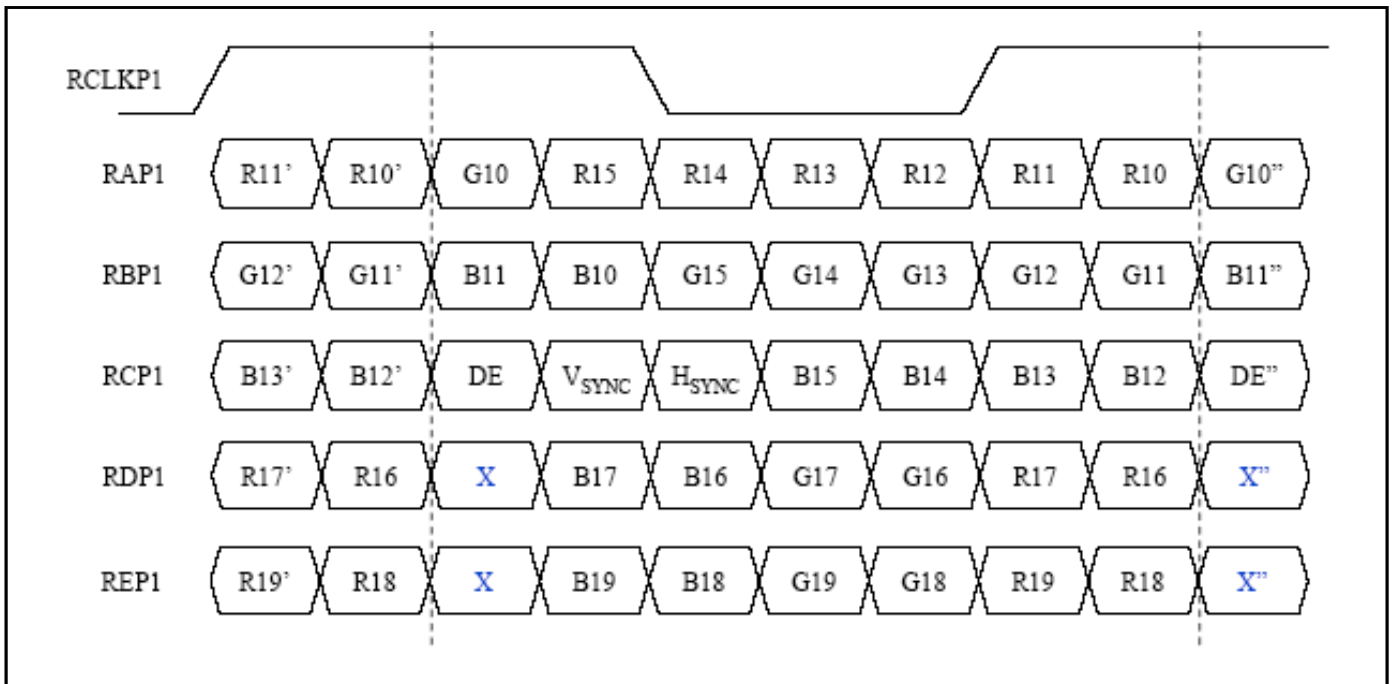 RCLKP1
RAP1 R11’ R10’ G10 R15 R14 R13 R12 R11 R10 G10”
RBP1 G12’ G11’ B11 B10 G15 G14 G13 G12 G11 B11”
RCP1 B13’ B12’ DE VSYNC HSYNC B15 B14 B13 B12 DE”
RDP1 R17’ R16 X B17 B16 G17 G16 R17 R16 X”
REP1 R19’ R18 X B19 B18 G19 G18 R19 R18 X”